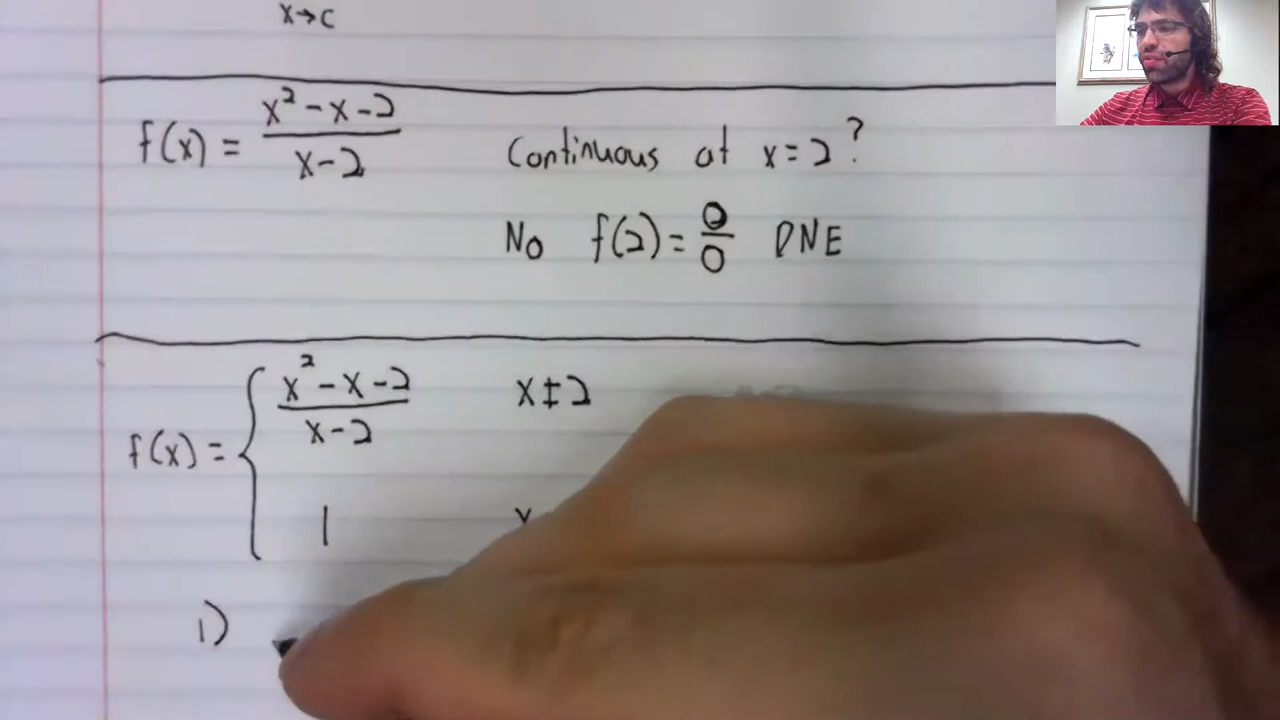 x→c
f(x) = (x² - x - 2)/(x - 2) Continuous at x = 2?
No f(2) = 0/0 DNE
f(x) = { (x² - x - 2)/(x - 2) x ≠ 2
1 x
1)